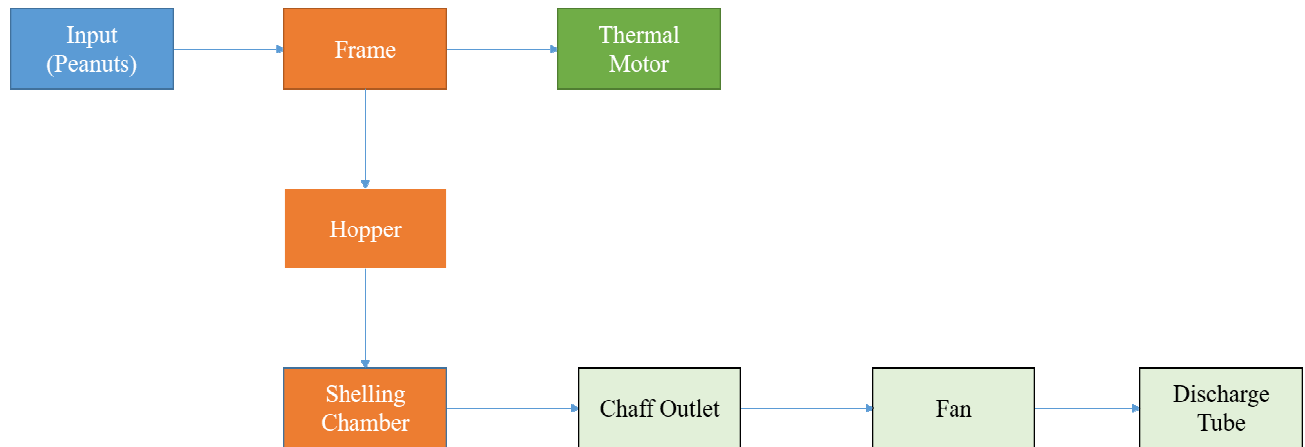 Input
(Peanuts)
Frame
Thermal
Motor
Hopper
Shelling
Chamber
Chaff Outlet
Fan
Discharge
Tube